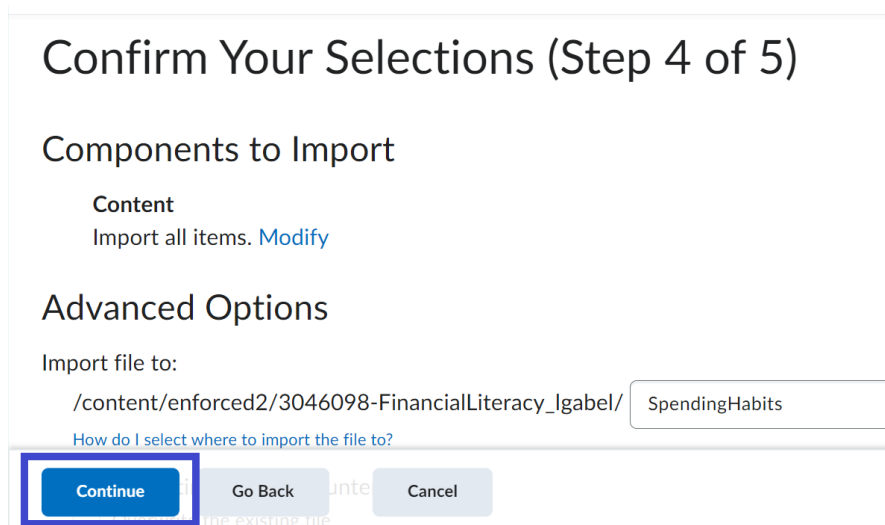 Confirm Your Selections (Step 4 of 5)
Components to Import
Content
Import all items. Modify
Advanced Options
Import file to:
/content/enforced2/3046098-FinancialLiteracy_lgabel/ SpendingHabits
How do I select where to import the file to?
Continue Go Back Cancel
the existing file